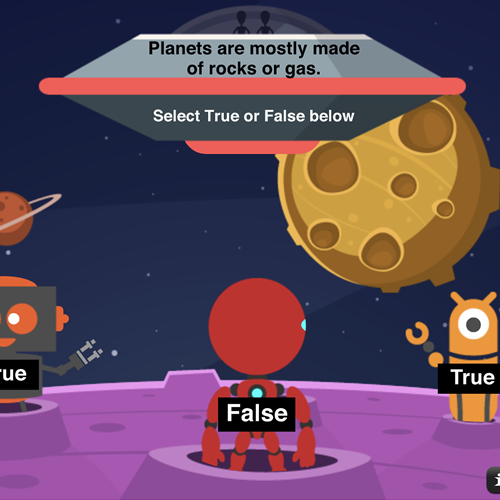 Planets are mostly made
of rocks or gas.
Select True or False below
rue
False
True